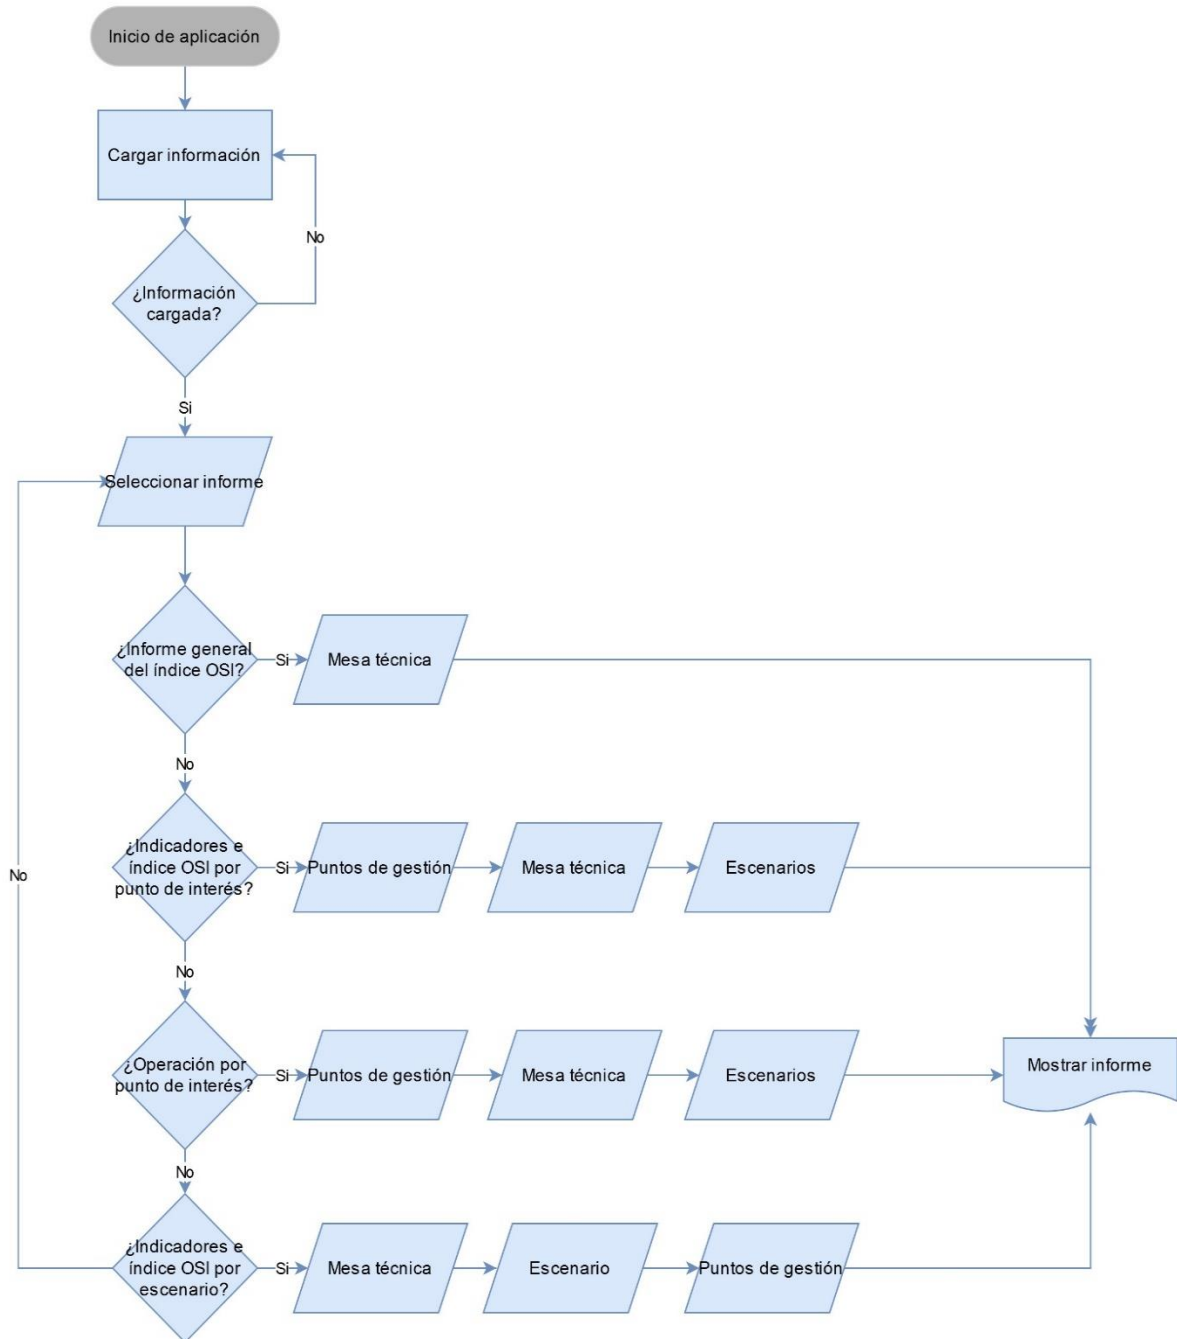 Inicio de aplicación
Cargar información
No
¿Información
cargada?
Si
Seleccionar informe
¿Informe general
del índice OSI?
Si
Mesa técnica
No
¿Indicadores e
índice OSI por
punto de interés?
Si
Puntos de gestión
Mesa técnica
Escenarios
No
No
¿Operación por
punto de interés?
Si
Puntos de gestión
Mesa técnica
Escenarios
Mostrar informe
No
¿Indicadores e
índice OSI por
escenario?
Si
Mesa técnica
Escenario
Puntos de gestión